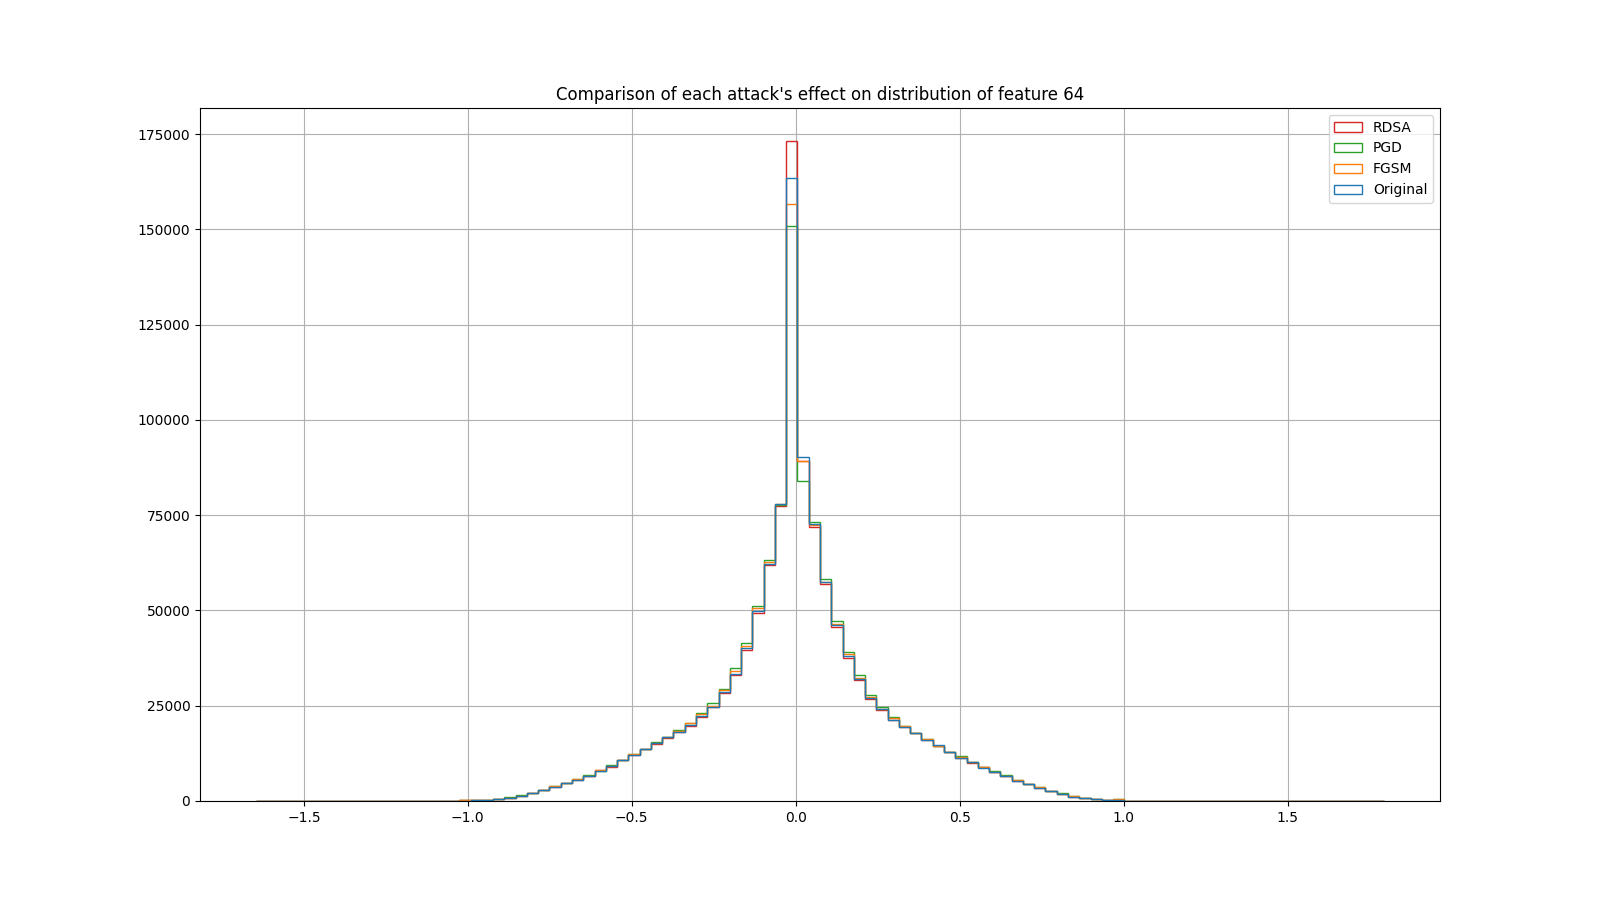 Comparison of each attack's effect on distribution of feature 64
RDSA
PGD
FGSM
Original
175000
150000
125000
100000
75000
50000
25000
0
−1.5 −1.0 −0.5 0.0 0.5 1.0 1.5